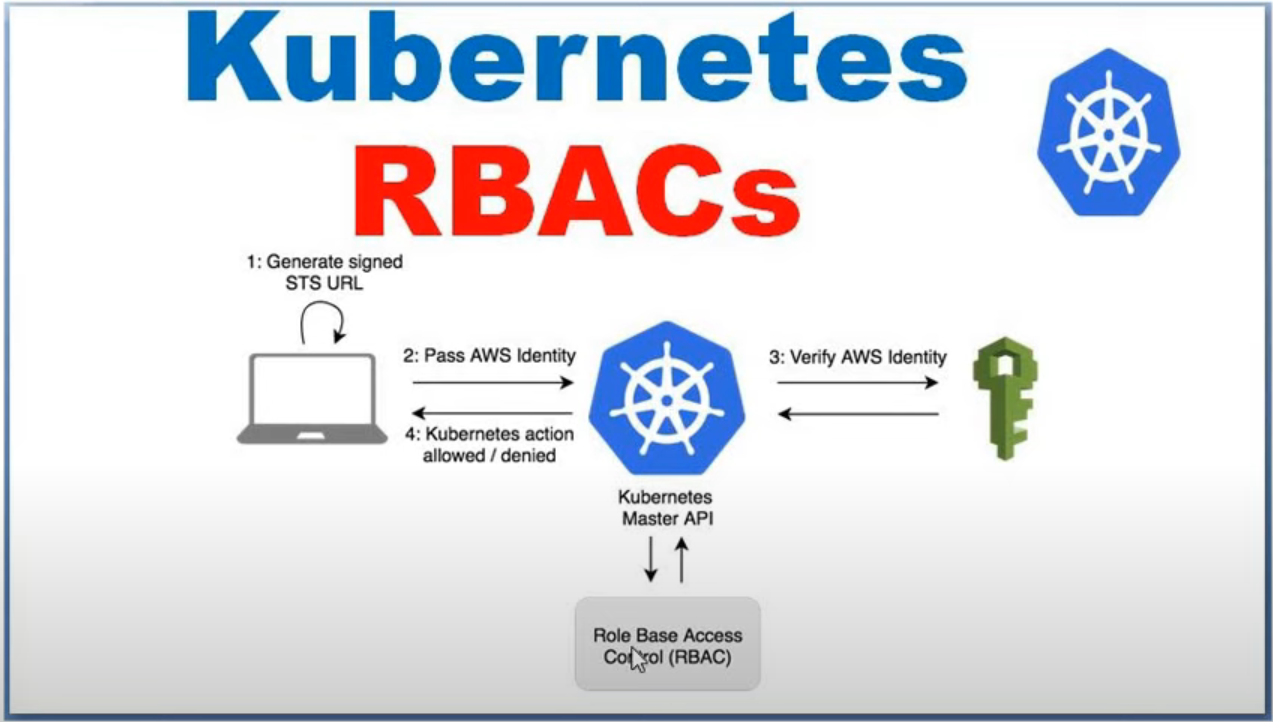 Kubernetes
RBACs
1: Generate signed
STS URL
2: Pass AWS Identity
3: Verify AWS Identity
4: Kubernetes action
allowed / denied
Kubernetes
Master API
Role Base Access
Control (RBAC)